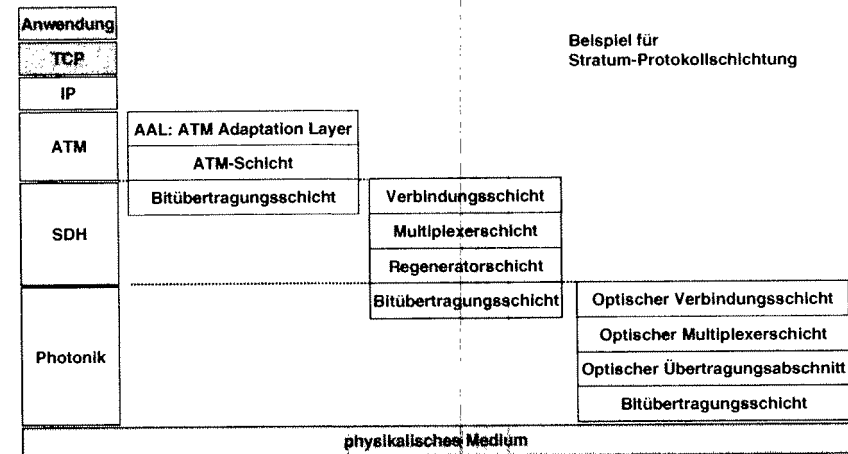 Anwendung
TCP
IP
ATM
SDH
Photonik
Beispiel für
Stratum-Protokollschichtung
AAL: ATM Adaptation Layer
ATM-Schicht
Bitübertragungsschicht
Verbindungsschicht
Multiplexerschicht
Regeneratorschicht
Bitübertragungsschicht
Optischer Verbindungsschicht
Optischer Multiplexerschicht
Optischer Übertragungsabschnitt
Bitübertragungsschicht
physikalisches Medium